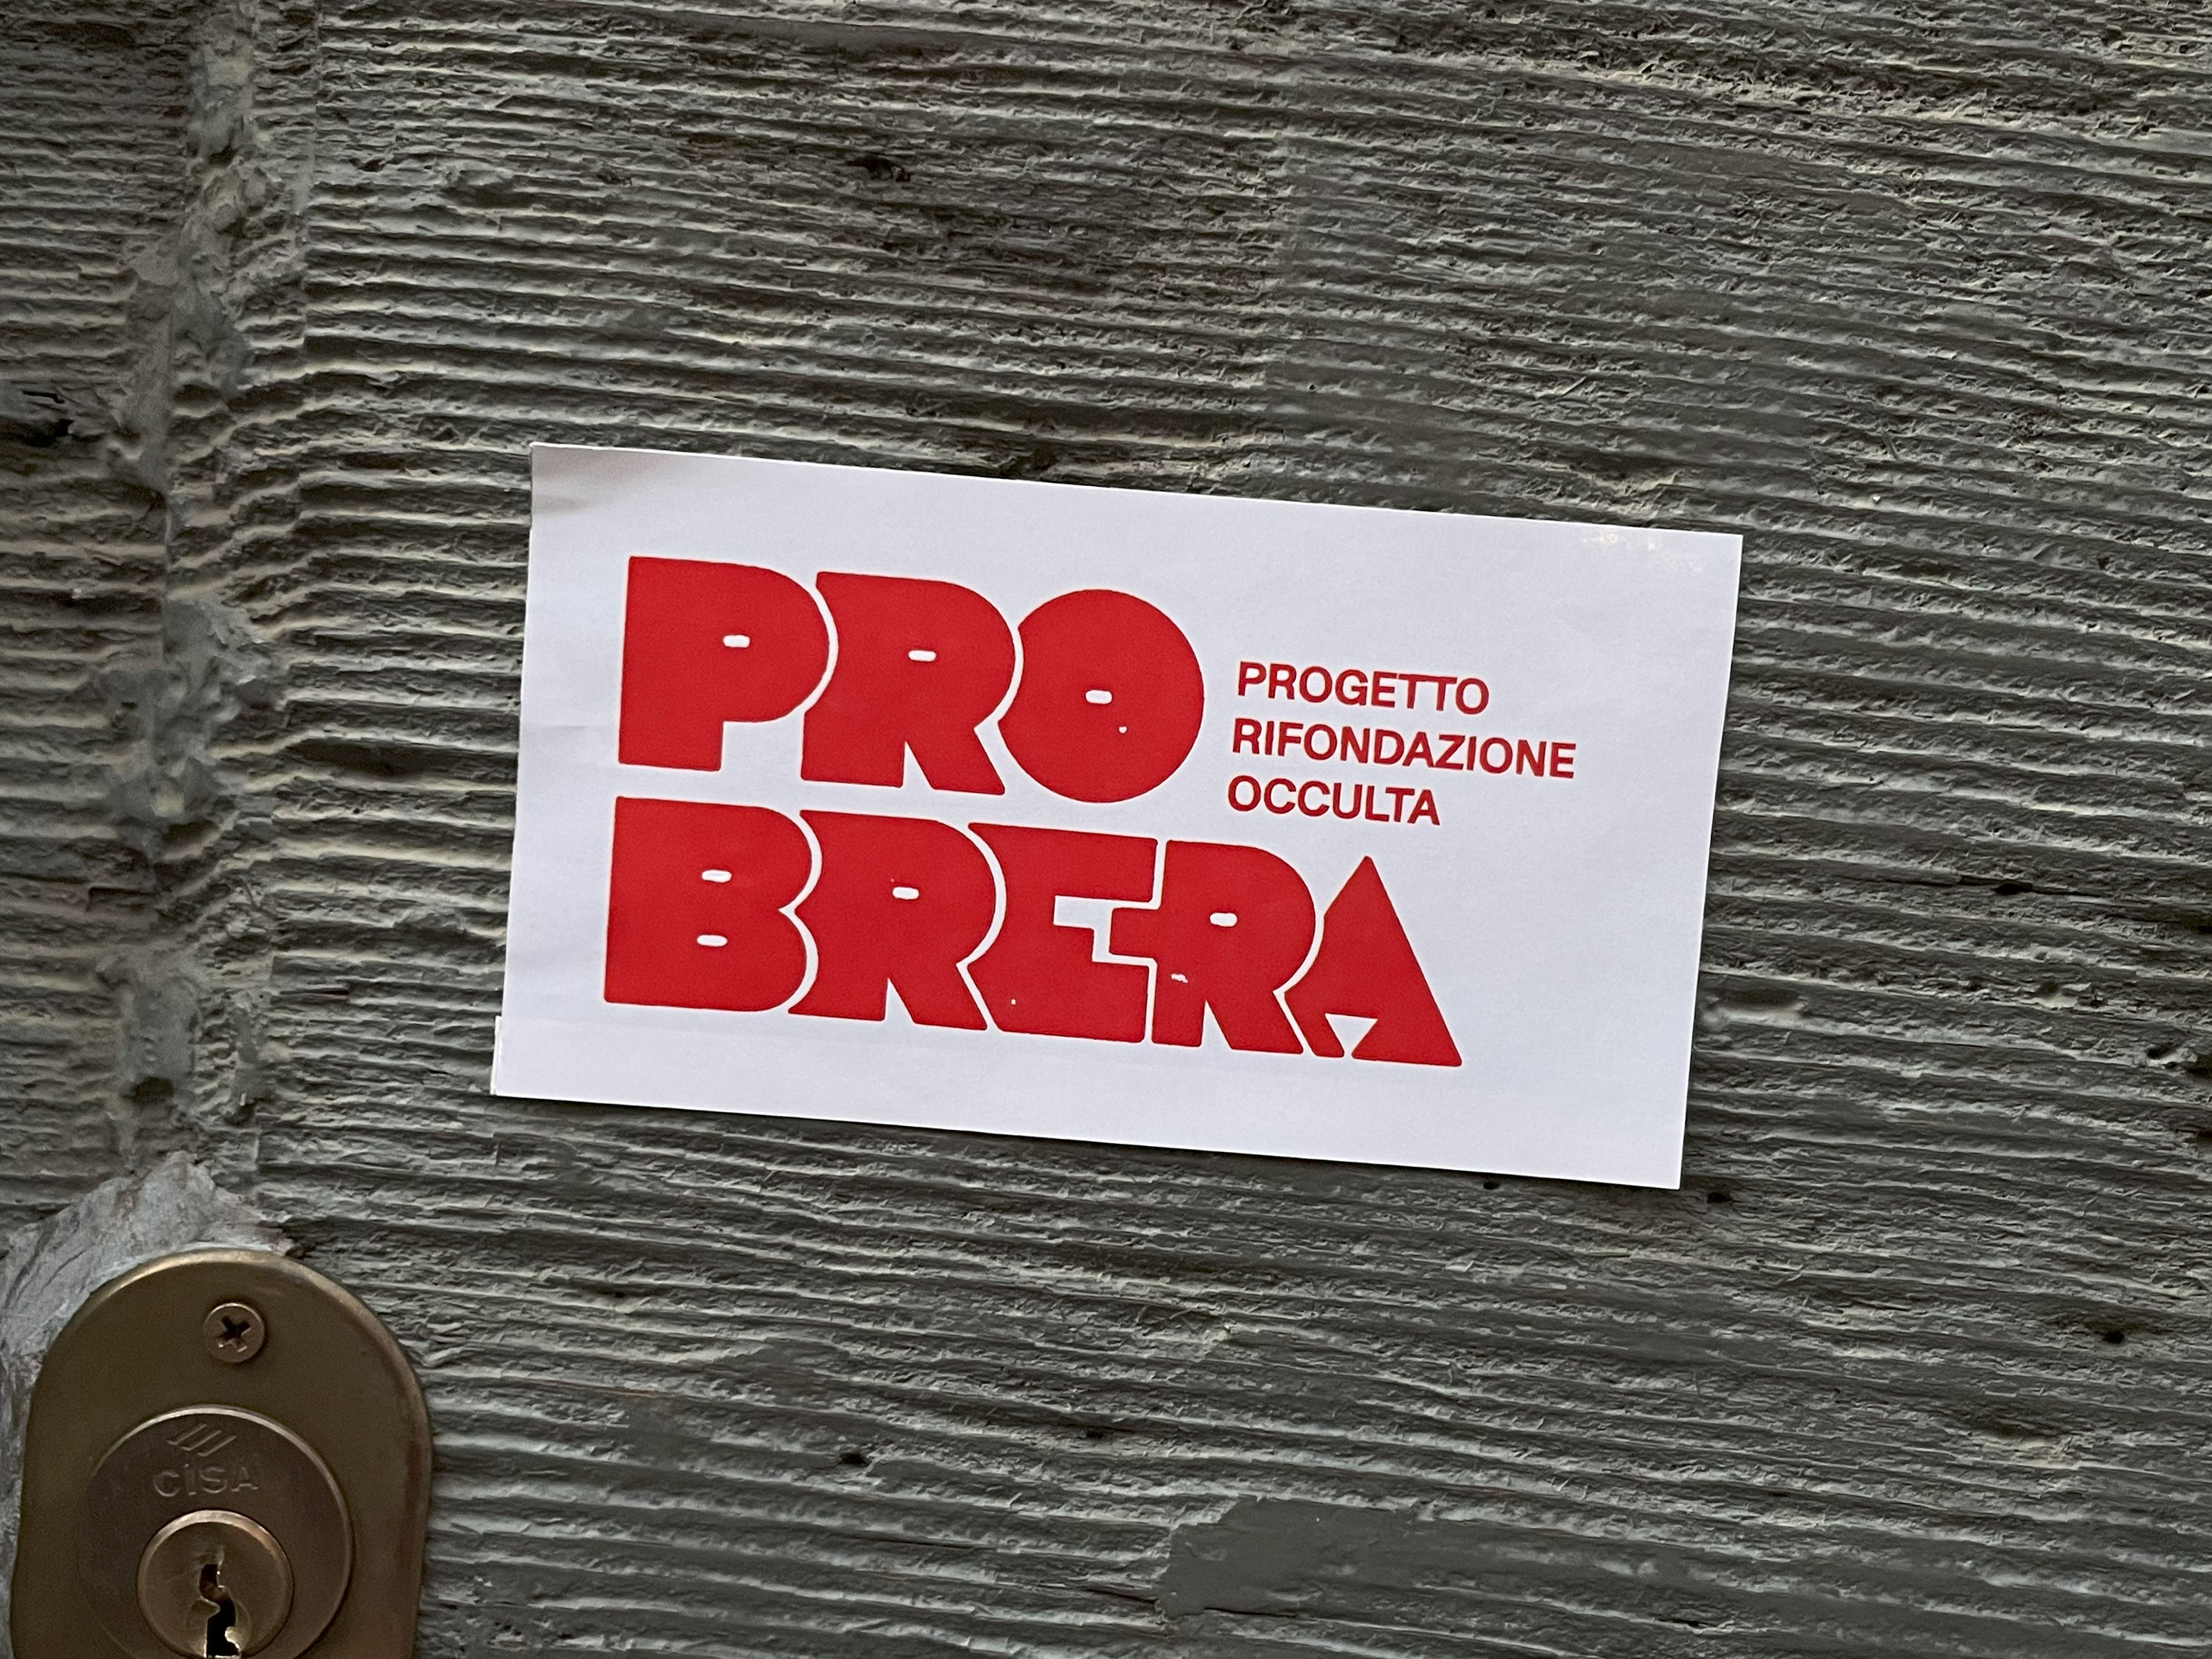 PRO
PROGETTO
RIFONDAZIONE
OCCULTA
BRERA
CISA